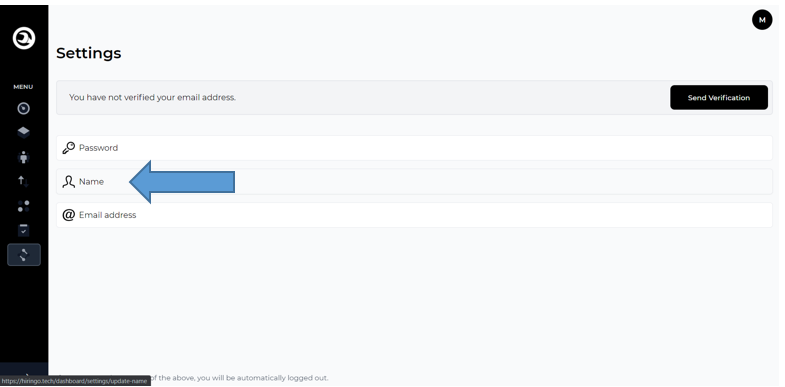 M
Settings
MENU
You have not verified your email address.
Send Verification
Password
Name
@ Email address
of the above, you will be automatically logged out.
https://hiringo.tech/dashboard/settings/update-name